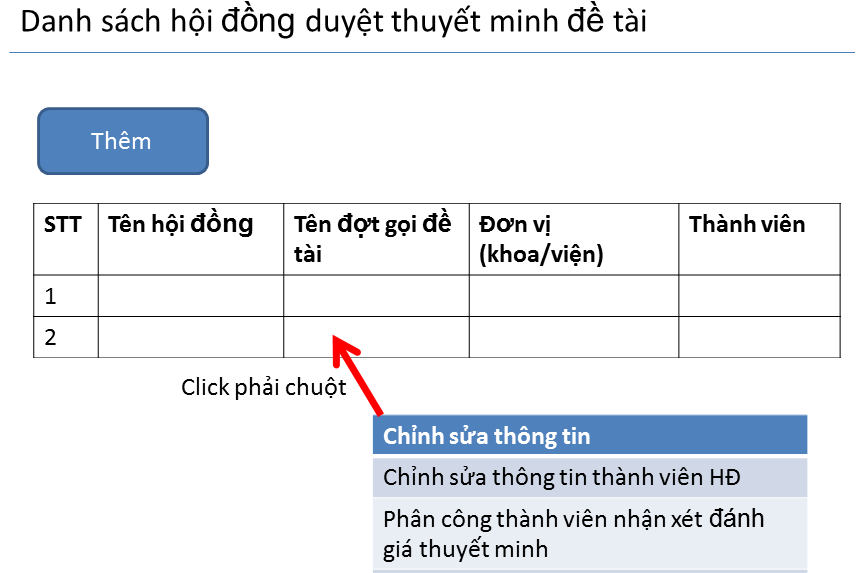 Danh sách hội đồng duyệt thuyết minh đề tài
Thêm
STT Tên hội đồng Tên đợt gọi đề Đơn vị Thành viên
tài (khoa/viện)
1
2
Click phải chuột
Chỉnh sửa thông tin
Chỉnh sửa thông tin thành viên HĐ
Phân công thành viên nhận xét đánh
giá thuyết minh